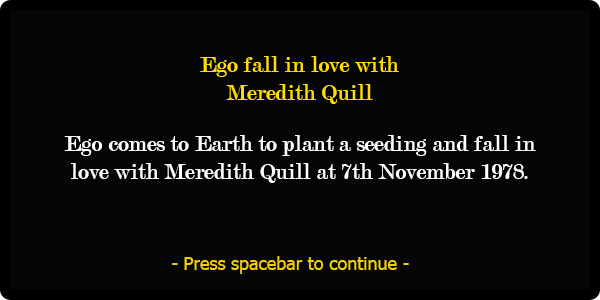 Ego fall in love with
Meredith Quill
Ego comes to Earth to plant a seeding and fall in
love with Meredith Quill at 7th November 1978.
- Press spacebar to continue -